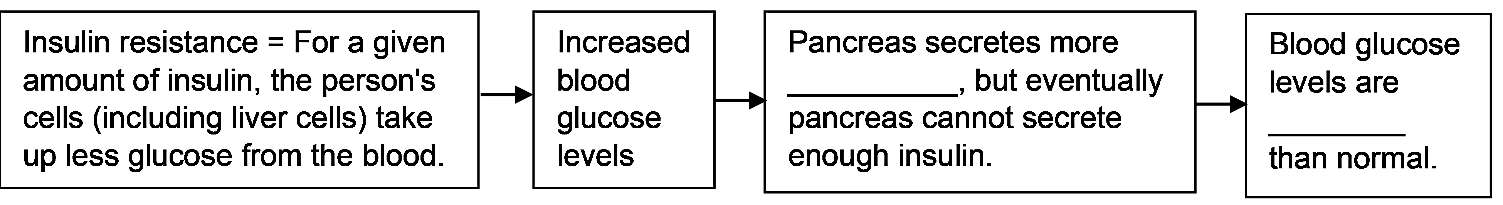 Insulin resistance = For a given
amount of insulin, the person's
cells (including liver cells) take
up less glucose from the blood.
Increased
blood
glucose
levels
Pancreas secretes more
__________, but eventually
pancreas cannot secrete
enough insulin.
Blood glucose
levels are
________
than normal.